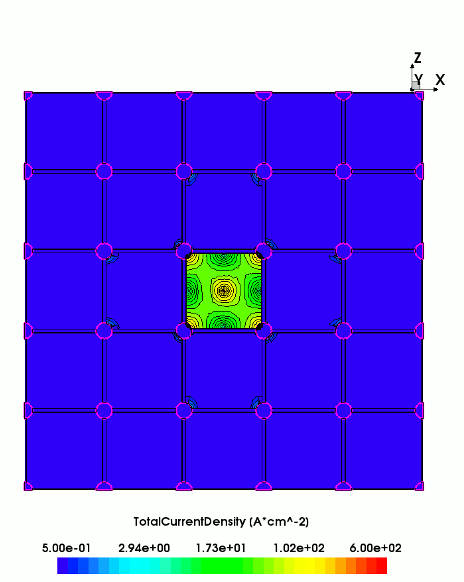 Z
Y X
TotalCurrentDensity (A*cm^-2)
5.00e-01 2.94e+00 1.73e+01 1.02e+02 6.00e+02